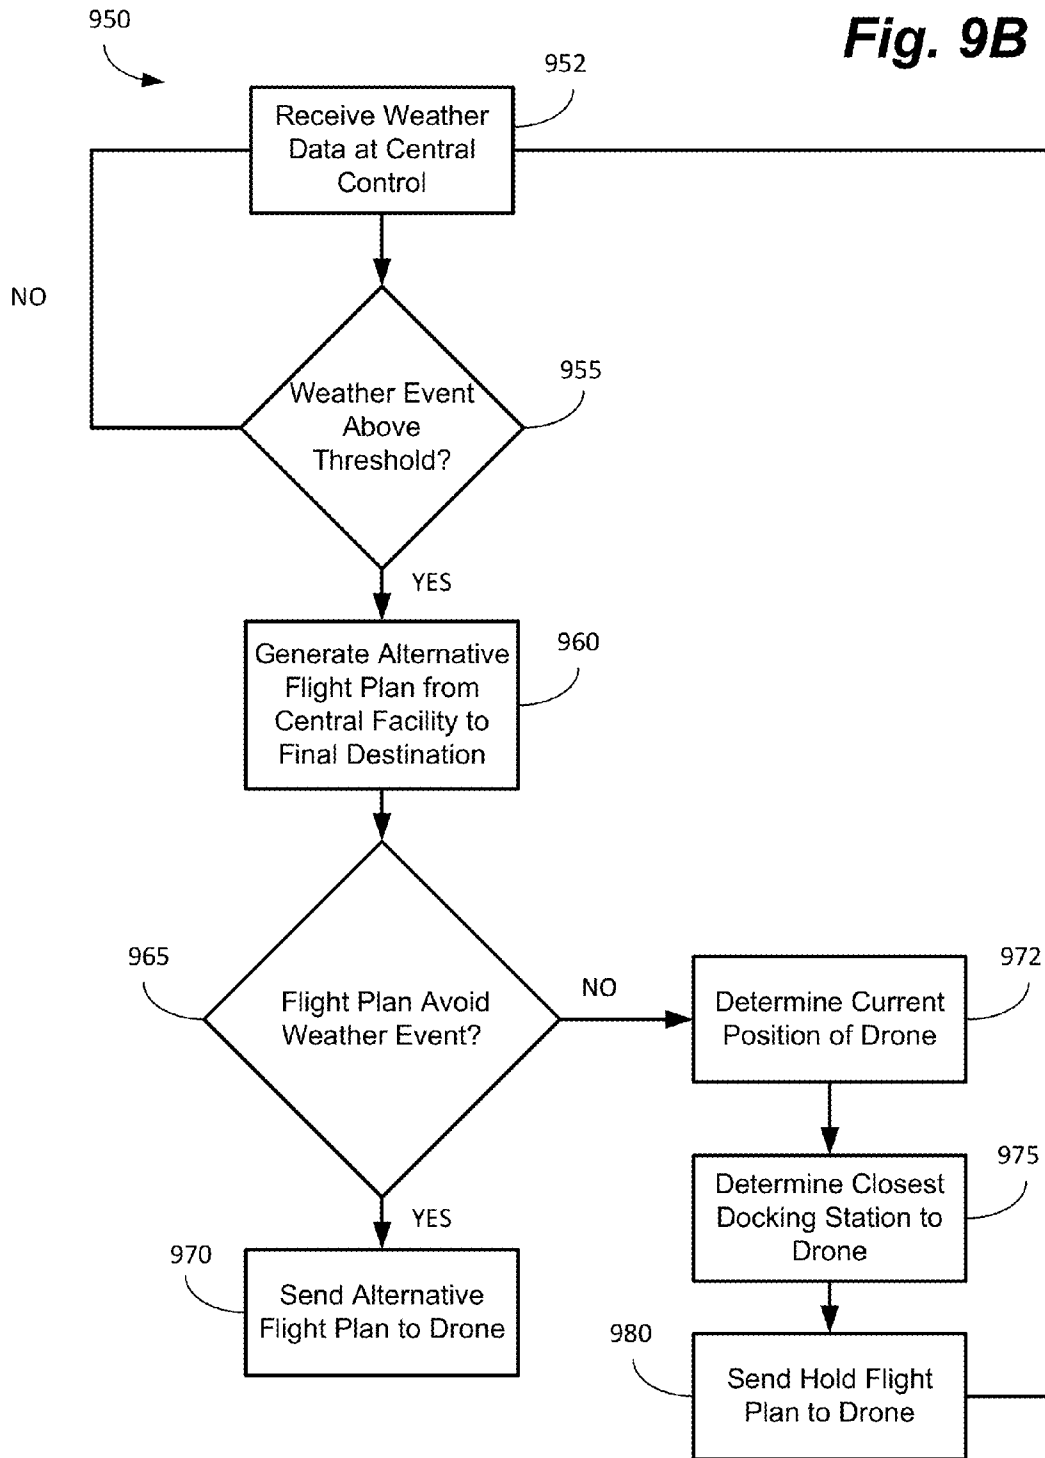 950
Fig. 9B
952
Receive Weather
Data at Central
Control
NO
955
Weather Event
Above
Threshold?
YES
960
Generate Alternative
Flight Plan from
Central Facility to
Final Destination
965
Flight Plan Avoid
Weather Event?
NO
972
Determine Current
Position of Drone
975
Determine Closest
Docking Station to
Drone
YES
970
Send Alternative
Flight Plan to Drone
980
Send Hold Flight
Plan to Drone